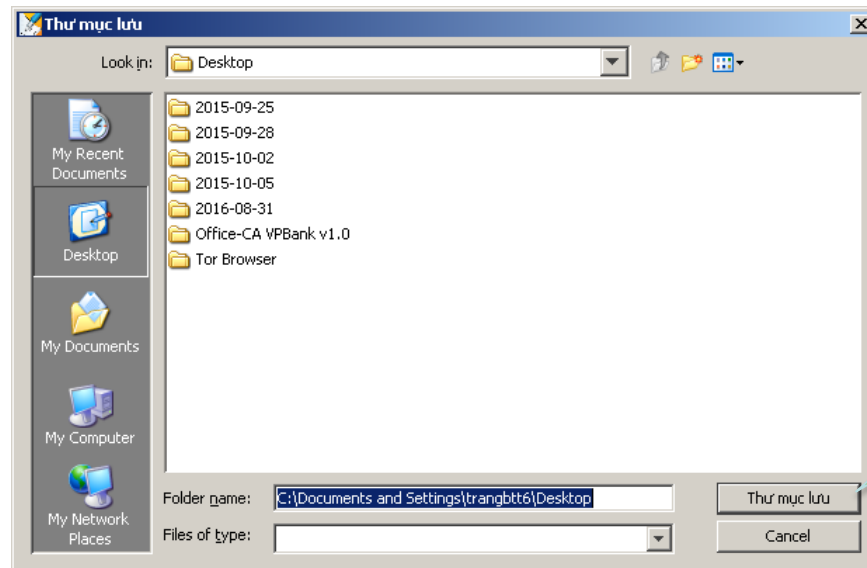 Thư mục lưu
Look in:
Desktop
My Recent
Documents
Desktop
My Documents
My Computer
My Network
Places
2015-09-25
2015-09-28
2015-10-02
2015-10-05
2016-08-31
Office-CA VPBank v1.0
Tor Browser
Folder name:
C:\Documents and Settings\trangbtt6\Desktop
Thư mục lưu
Files of type:
Cancel